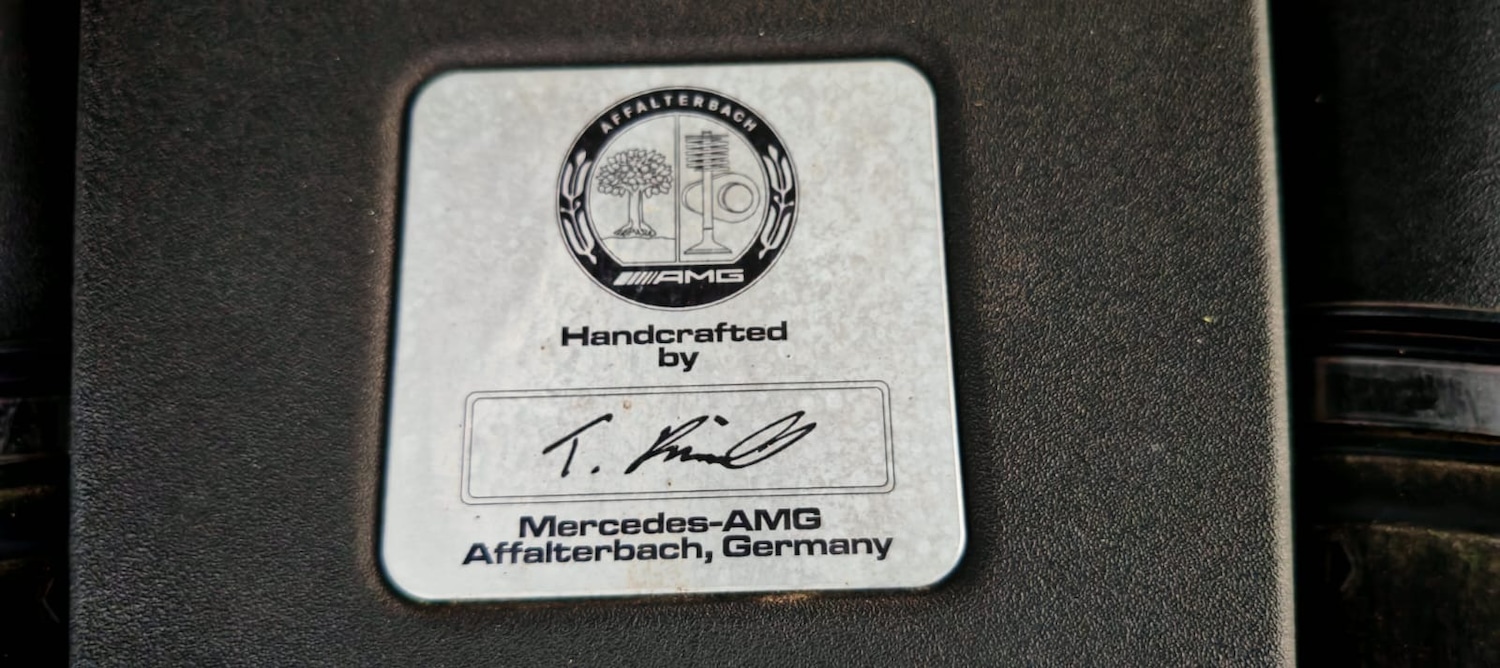 AFFALTERBACH
AMG
Handcrafted
by
T.
Mercedes-AMG
Affalterbach, Germany